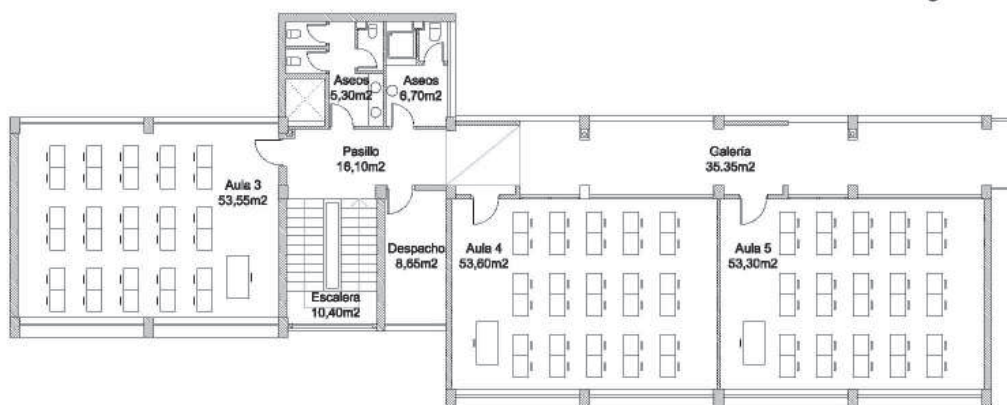 Aseos
5,30m2
Aseos
6,70m2
Pasillo
16,10m2
Galería
35.35m2
Aula 3
53,55m2
Despacho
8,65m2
Aula 4
53,60m2
Aula 5
53,30m2
Escalera
10,40m2